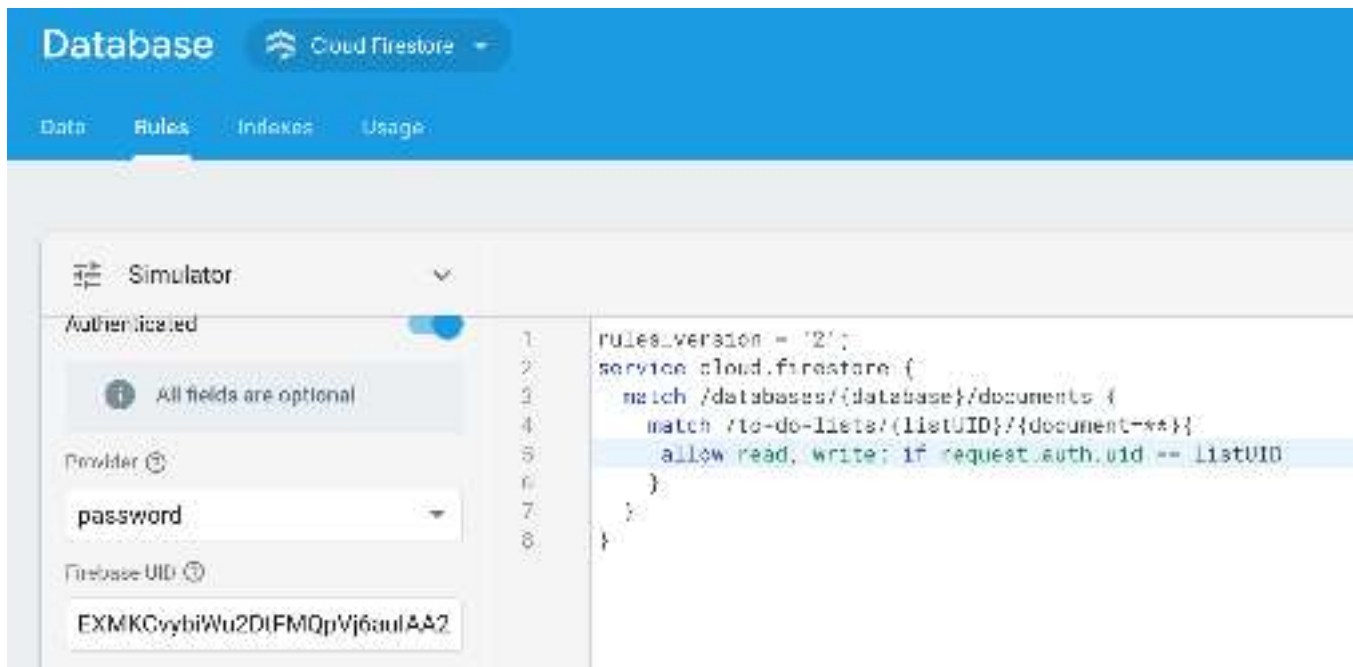 Database Cloud Firestore
Data Rules Indexes Usage
Simulator
Authenticated
All fields are optional
Provider
password
Firebase UID
EXMKCvybiWu2DtFMQpVj6auIAA2
1 rules_version = '2';
2 service cloud.firestore {
3 match /databases/{database}/documents {
4 match /to-do-lists/{listUID}/{document=**}{
5 allow read, write: if request.auth.uid == listUID
6 }
7 }
8 }